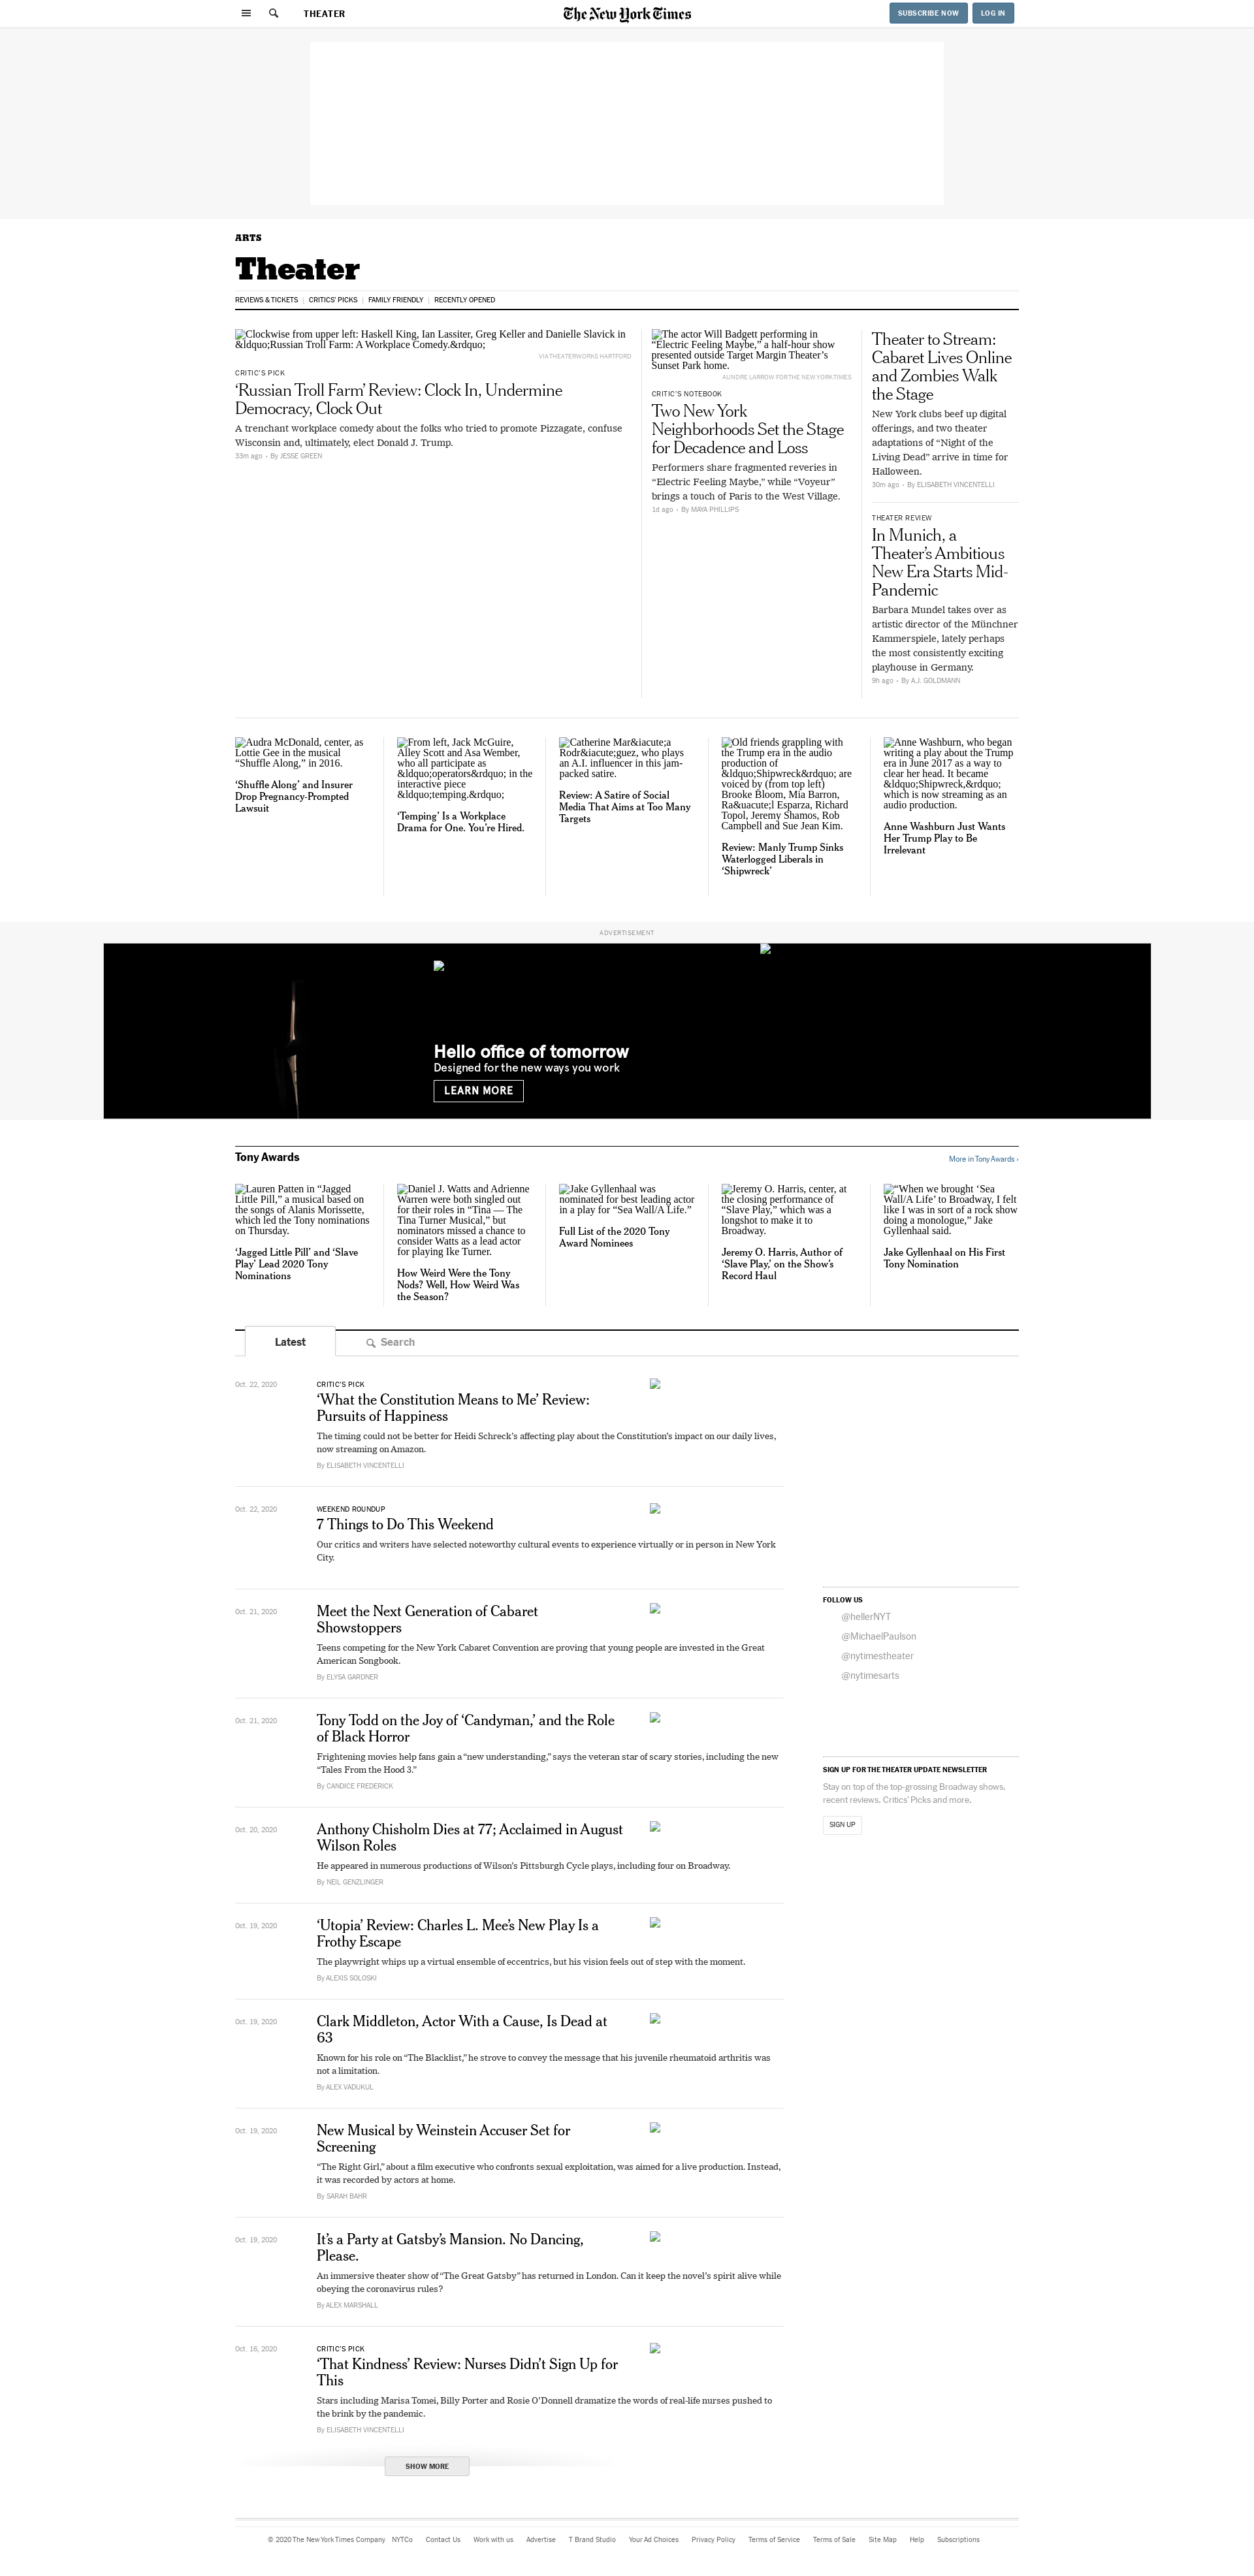 THEATER
The New York Times
SUBSCRIBE NOW
LOG IN
ARTS
Theater
REVIEWS & TICKETS
CRITICS' PICKS
FAMILY FRIENDLY
RECENTLY OPENED
Clockwise from upper left: Haskell King, Ian Lassiter, Greg Keller and Danielle Slavick in
&ldquo;Russian Troll Farm: A Workplace Comedy.&rdquo;
VIA THEATERWORKS HARTFORD
CRITIC'S PICK
‘Russian Troll Farm’ Review: Clock In, Undermine
Democracy, Clock Out
A trenchant workplace comedy about the folks who tried to promote Pizzagate, confuse
Wisconsin and, ultimately, elect Donald J. Trump.
33m ago • By JESSE GREEN
The actor Will Badgett performing in
“Electric Feeling Maybe,” a half-hour show
presented outside Target Margin Theater’s
Sunset Park home.
AUNDRE LARROW FOR THE NEW YORK TIMES
CRITIC'S NOTEBOOK
Two New York
Neighborhoods Set the Stage
for Decadence and Loss
Performers share fragmented reveries in
“Electric Feeling Maybe,” while “Voyeur”
brings a touch of Paris to the West Village.
1d ago • By MAYA PHILLIPS
Theater to Stream:
Cabaret Lives Online
and Zombies Walk
the Stage
New York clubs beef up digital
offerings, and two theater
adaptations of “Night of the
Living Dead” arrive in time for
Halloween.
30m ago • By ELISABETH VINCENTELLI
THEATER REVIEW
In Munich, a
Theater’s Ambitious
New Era Starts Mid-
Pandemic
Barbara Mundel takes over as
artistic director of the Münchner
Kammerspiele, lately perhaps
the most consistently exciting
playhouse in Germany.
9h ago • By A.J. GOLDMANN
Audra McDonald, center, as
Lottie Gee in the musical
“Shuffle Along,” in 2016.
‘Shuffle Along’ and Insurer
Drop Pregnancy-Prompted
Lawsuit
From left, Jack McGuire,
Alley Scott and Asa Wember,
who all participate as
&ldquo;operators&rdquo; in the
interactive piece
&ldquo;temping.&rdquo;
‘Temping’ Is a Workplace
Drama for One. You’re Hired.
Catherine Mar&iacute;a
Rodr&iacute;guez, who plays
an A.I. influencer in this jam-
packed satire.
Review: A Satire of Social
Media That Aims at Too Many
Targets
Old friends grappling with
the Trump era in the audio
production of
&ldquo;Shipwreck&rdquo; are
voiced by (from top left)
Brooke Bloom, Mia Barron,
Ra&uacute;l Esparza, Richard
Topol, Jeremy Shamos, Rob
Campbell and Sue Jean Kim.
Review: Manly Trump Sinks
Waterlogged Liberals in
‘Shipwreck’
Anne Washburn, who began
writing a play about the Trump
era in June 2017 as a way to
clear her head. It became
&ldquo;Shipwreck,&rdquo;
which is now streaming as an
audio production.
Anne Washburn Just Wants
Her Trump Play to Be
Irrelevant
ADVERTISEMENT
Hello office of tomorrow
Designed for the new ways you work
LEARN MORE
Tony Awards
More in Tony Awards ›
Lauren Patten in “Jagged
Little Pill,” a musical based on
the songs of Alanis Morissette,
which led the Tony nominations
on Thursday.
‘Jagged Little Pill’ and ‘Slave
Play’ Lead 2020 Tony
Nominations
Daniel J. Watts and Adrienne
Warren were both singled out
for their roles in “Tina — The
Tina Turner Musical,” but
nominators missed a chance to
consider Watts as a lead actor
for playing Ike Turner.
How Weird Were the Tony
Nods? Well, How Weird Was
the Season?
Jake Gyllenhaal was
nominated for best leading actor
in a play for “Sea Wall/A Life.”
Full List of the 2020 Tony
Award Nominees
Jeremy O. Harris, center, at
the closing performance of
“Slave Play,” which was a
longshot to make it to
Broadway.
Jeremy O. Harris, Author of
‘Slave Play,’ on the Show’s
Record Haul
“When we brought ‘Sea
Wall/A Life’ to Broadway, I felt
like I was in sort of a rock show
doing a monologue,” Jake
Gyllenhaal said.
Jake Gyllenhaal on His First
Tony Nomination
Latest
Search
Oct. 22, 2020
CRITIC'S PICK
‘What the Constitution Means to Me’ Review:
Pursuits of Happiness
The timing could not be better for Heidi Schreck’s affecting play about the Constitution’s impact on our daily lives,
now streaming on Amazon.
By ELISABETH VINCENTELLI
Oct. 22, 2020
WEEKEND ROUNDUP
7 Things to Do This Weekend
Our critics and writers have selected noteworthy cultural events to experience virtually or in person in New York
City.
Oct. 21, 2020
Meet the Next Generation of Cabaret
Showstoppers
Teens competing for the New York Cabaret Convention are proving that young people are invested in the Great
American Songbook.
By ELYSA GARDNER
Oct. 21, 2020
Tony Todd on the Joy of ‘Candyman,’ and the Role
of Black Horror
Frightening movies help fans gain a “new understanding,” says the veteran star of scary stories, including the new
“Tales From the Hood 3.”
By CANDICE FREDERICK
Oct. 20, 2020
Anthony Chisholm Dies at 77; Acclaimed in August
Wilson Roles
He appeared in numerous productions of Wilson’s Pittsburgh Cycle plays, including four on Broadway.
By NEIL GENZLINGER
Oct. 19, 2020
‘Utopia’ Review: Charles L. Mee’s New Play Is a
Frothy Escape
The playwright whips up a virtual ensemble of eccentrics, but his vision feels out of step with the moment.
By ALEXIS SOLOSKI
Oct. 19, 2020
Clark Middleton, Actor With a Cause, Is Dead at
63
Known for his role on “The Blacklist,” he strove to convey the message that his juvenile rheumatoid arthritis was
not a limitation.
By ALEX VADUKUL
Oct. 19, 2020
New Musical by Weinstein Accuser Set for
Screening
“The Right Girl,” about a film executive who confronts sexual exploitation, was aimed for a live production. Instead,
it was recorded by actors at home.
By SARAH BAHR
Oct. 19, 2020
It’s a Party at Gatsby’s Mansion. No Dancing,
Please.
An immersive theater show of “The Great Gatsby” has returned in London. Can it keep the novel’s spirit alive while
obeying the coronavirus rules?
By ALEX MARSHALL
Oct. 16, 2020
CRITIC'S PICK
‘That Kindness’ Review: Nurses Didn’t Sign Up for
This
Stars including Marisa Tomei, Billy Porter and Rosie O’Donnell dramatize the words of real-life nurses pushed to
the brink by the pandemic.
By ELISABETH VINCENTELLI
SHOW MORE
FOLLOW US
@hellerNYT
@MichaelPaulson
@nytimestheater
@nytimesarts
SIGN UP FOR THE THEATER UPDATE NEWSLETTER
Stay on top of the top-grossing Broadway shows,
recent reviews, Critics' Picks and more.
SIGN UP
© 2020 The New York Times Company NYTCo Contact Us Work with us Advertise T Brand Studio Your Ad Choices Privacy Policy Terms of Service Terms of Sale Site Map Help Subscriptions